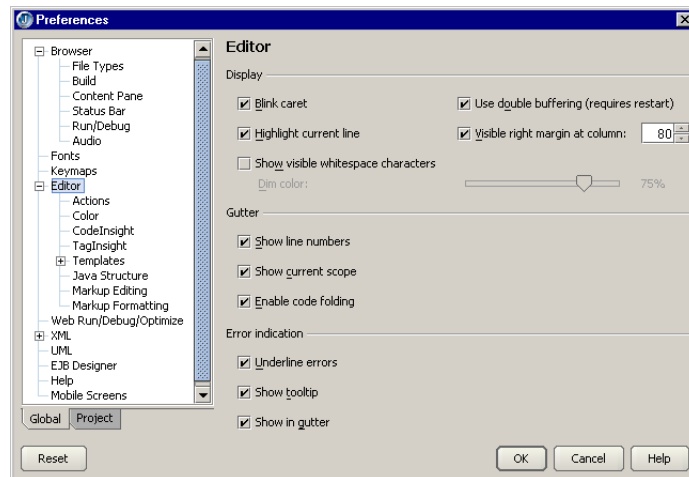 Preferences
Browser
File Types
Build
Content Pane
Status Bar
Run/Debug
Audio
Fonts
Keymaps
Editor
Actions
Color
CodeInsight
TagInsight
Templates
Java Structure
Markup Editing
Markup Formatting
Web Run/Debug/Optimize
XML
UML
EJB Designer
Help
Mobile Screens
Global Project
Editor
Display
Blink caret
Use double buffering (requires restart)
Highlight current line
Visible right margin at column: 80
Show visible whitespace characters
Dim color: 75%
Gutter
Show line numbers
Show current scope
Enable code folding
Error indication
Underline errors
Show tooltip
Show in gutter
Reset OK Cancel Help